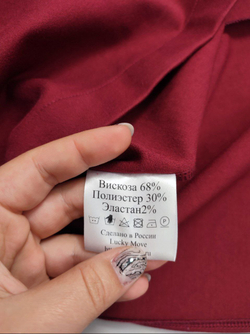 Вискоза 68%
Полиэстер 30%
Эластан2%
Сделано в России
Lucky Move